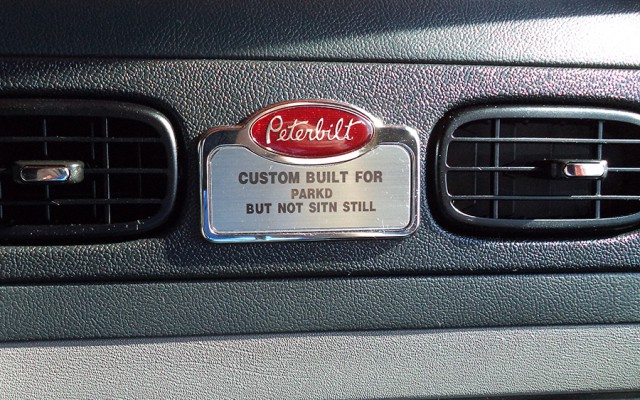 Peterbilt
CUSTOM BUILT FOR
PARKD
BUT NOT SITN STILL